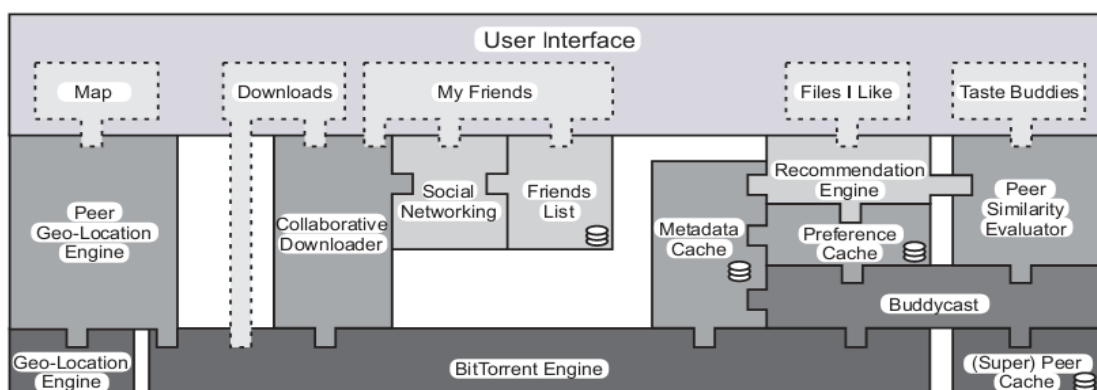 User Interface
Map
Downloads
My Friends
Files I Like
Taste Buddies
Peer
Geo-Location
Engine
Collaborative
Downloader
Social
Networking
Friends
List
Metadata
Cache
Recommendation
Engine
Preference
Cache
Peer
Similarity
Evaluator
Buddycast
Geo-Location
Engine
BitTorrent Engine
(Super) Peer
Cache